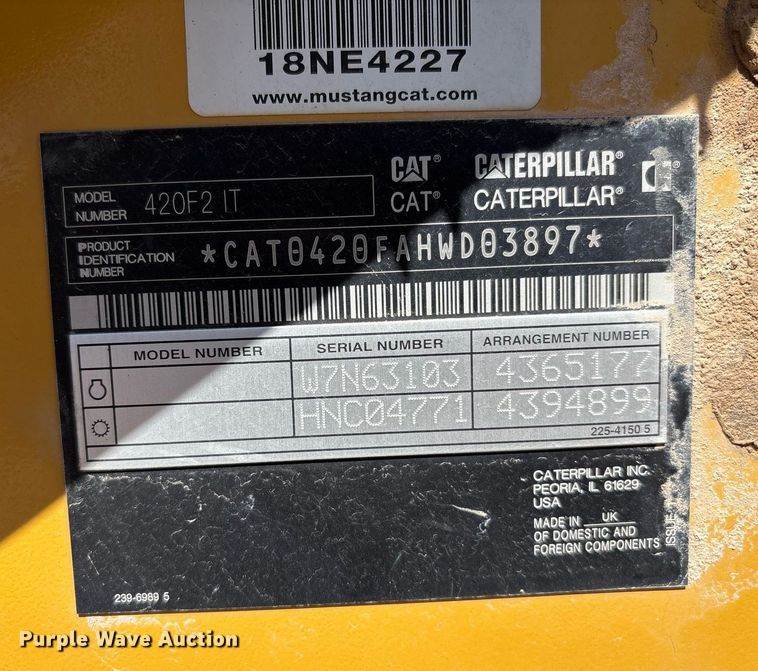 18NE4227
www.mustangcat.com
CAT CATERPILLAR®
CAT® CATERPILLAR®
MODEL NUMBER 420F2 IT
PRODUCT IDENTIFICATION NUMBER *CAT0420FAHWD03897*
MODEL NUMBER SERIAL NUMBER ARRANGEMENT NUMBER
W7N63103 4365177
HNC04771 4394899
225-4150 5
CATERPILLAR INC.
PEORIA, IL 61629
USA
MADE IN UK
OF DOMESTIC AND
FOREIGN COMPONENTS
ISSUE
239-6989 5
Purple Wave Auction